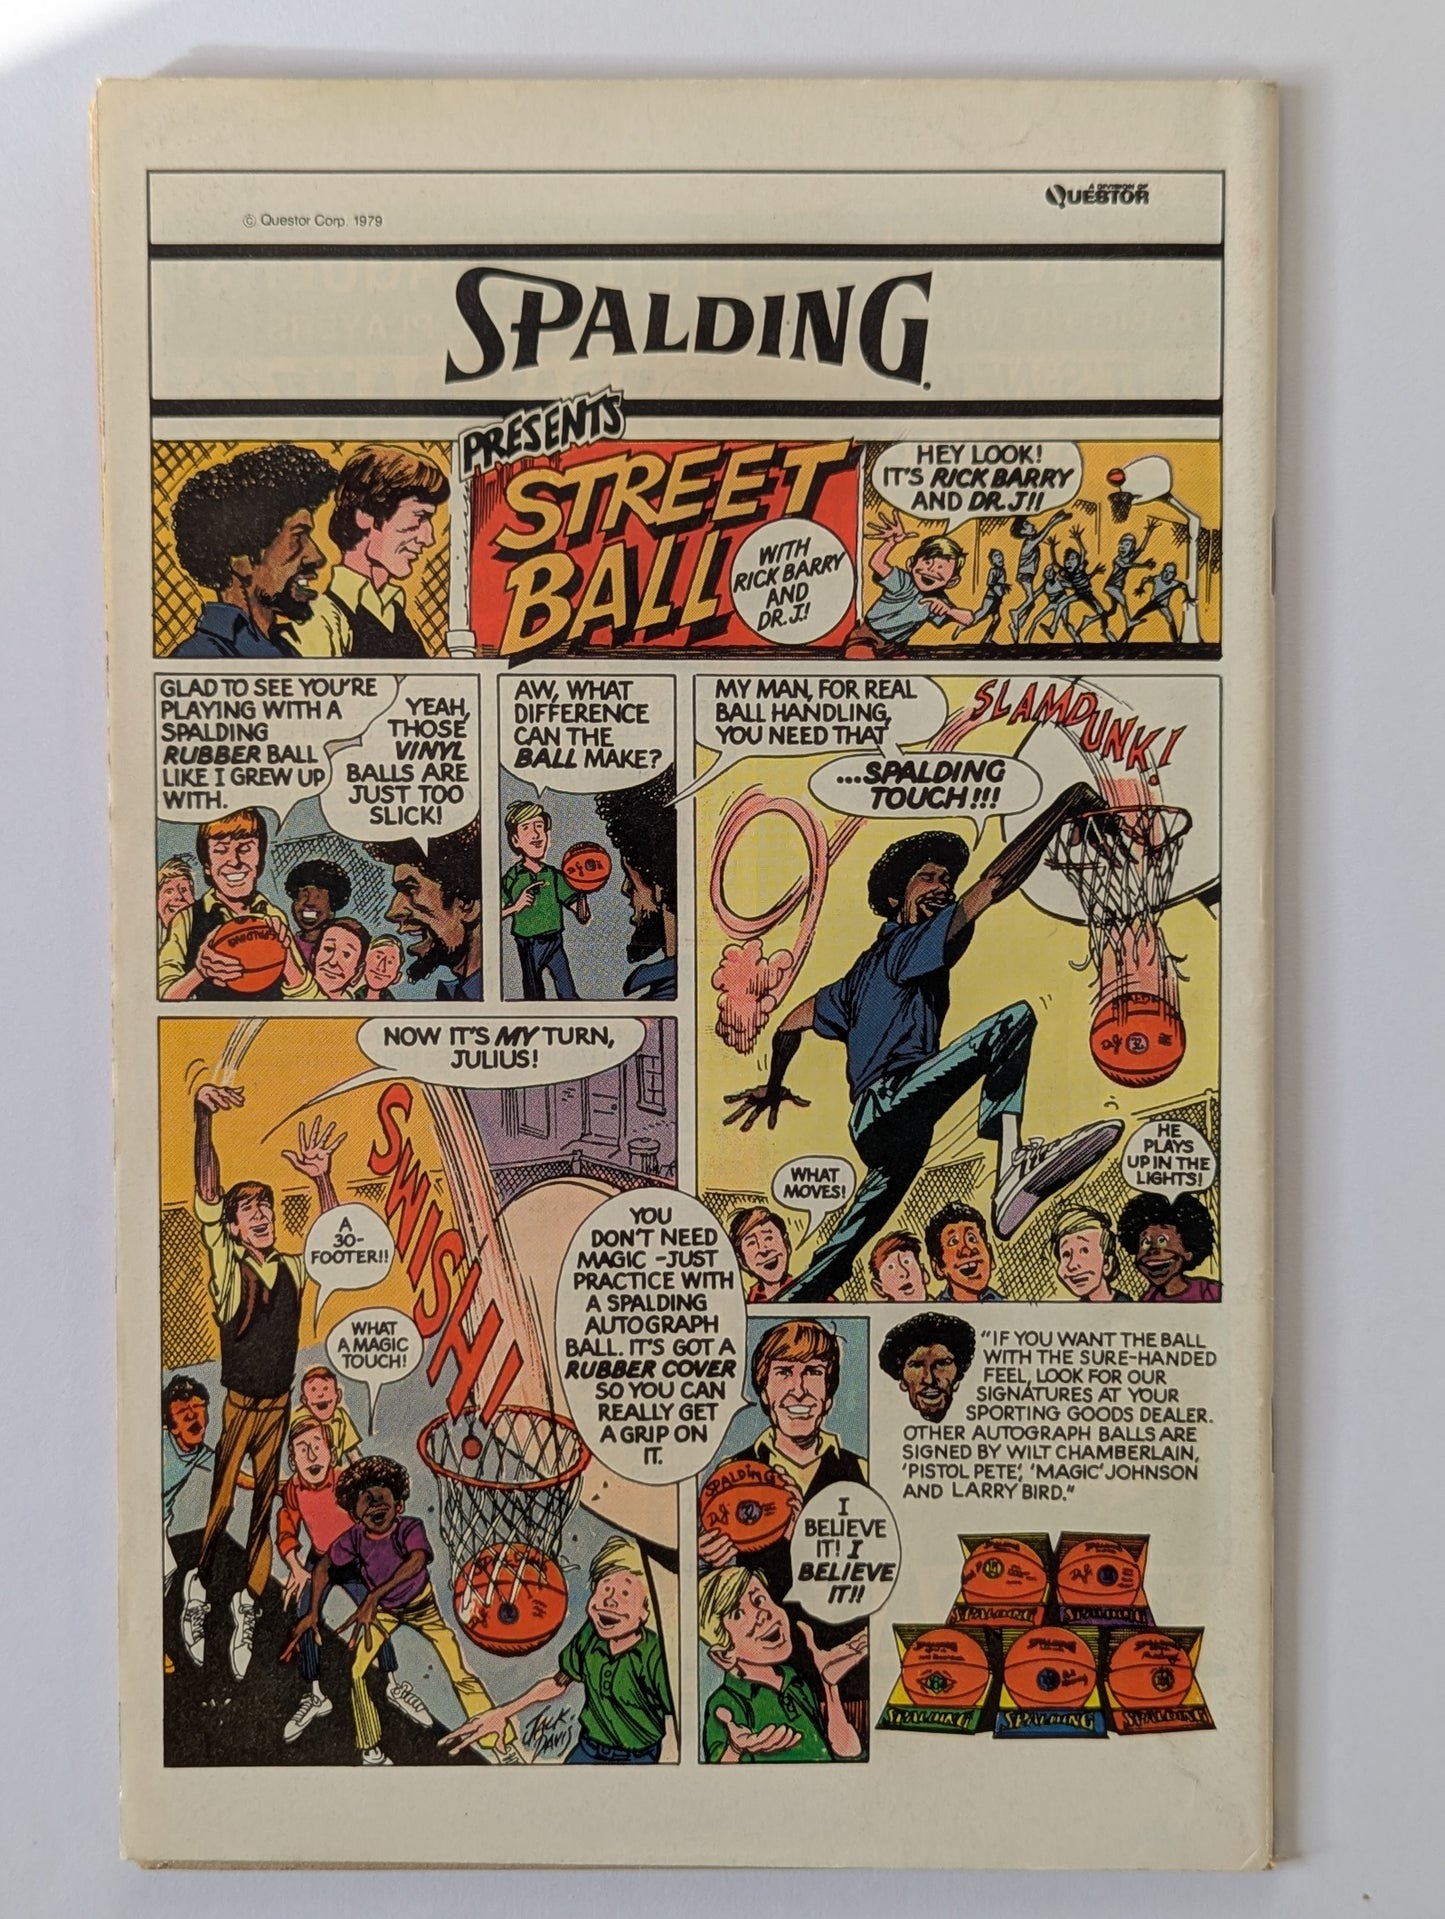 © Questor Corp. 1979
A DIVISION OF
QUESTOR
SPALDING
PRESENTS
STREET
BALL
WITH
RICK BARRY
AND
DR. J.!
HEY LOOK!
IT'S RICK BARRY
AND DR. J!!
GLAD TO SEE YOU'RE
PLAYING WITH A
SPALDING
RUBBER BALL
LIKE I GREW UP
WITH.
YEAH,
THOSE
VINYL
BALLS ARE
JUST TOO
SLICK!
AW, WHAT
DIFFERENCE
CAN THE
BALL MAKE?
MY MAN, FOR REAL
BALL HANDLING,
YOU NEED THAT
...SPALDING
TOUCH!!!
SLAMDUNK!
SPALDING
WHAT
MOVES!
HE
PLAYS
UP IN THE
LIGHTS!
NOW IT'S MY TURN,
JULIUS!
SWISH!
A
30-
FOOTER!!
WHAT
A MAGIC
TOUCH!
SPALDING
JACK
DAVIS
YOU
DON'T NEED
MAGIC -JUST
PRACTICE WITH
A SPALDING
AUTOGRAPH
BALL. IT'S GOT A
RUBBER COVER
SO YOU CAN
REALLY GET
A GRIP ON
IT.
SPALDING
I
BELIEVE
IT! I
BELIEVE
IT!!
"IF YOU WANT THE BALL
WITH THE SURE-HANDED
FEEL, LOOK FOR OUR
SIGNATURES AT YOUR
SPORTING GOODS DEALER.
OTHER AUTOGRAPH BALLS ARE
SIGNED BY WILT CHAMBERLAIN,
'PISTOL PETE', 'MAGIC' JOHNSON
AND LARRY BIRD."
SPALDING
SPALDING
SPALDING
SPALDING
SPALDING